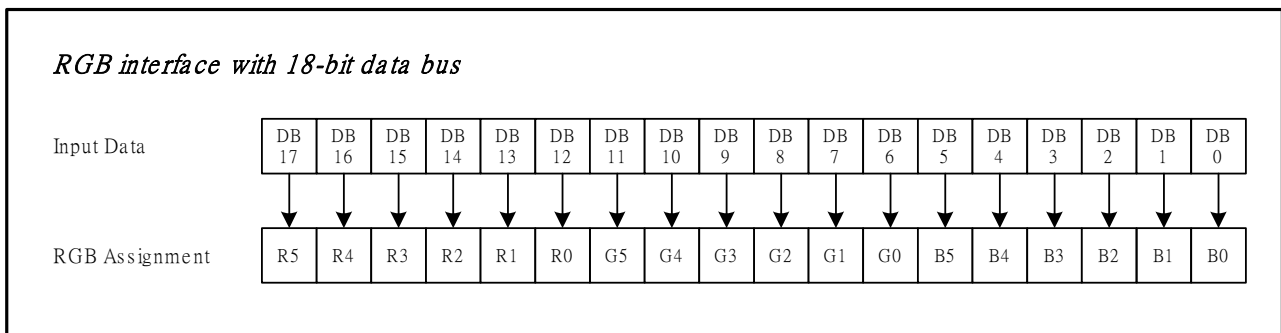 RGB interface with 18-bit data bus
Input Data DB 17 DB 16 DB 15 DB 14 DB 13 DB 12 DB 11 DB 10 DB 9 DB 8 DB 7 DB 6 DB 5 DB 4 DB 3 DB 2 DB 1 DB 0
RGB Assignment R5 R4 R3 R2 R1 R0 G5 G4 G3 G2 G1 G0 B5 B4 B3 B2 B1 B0